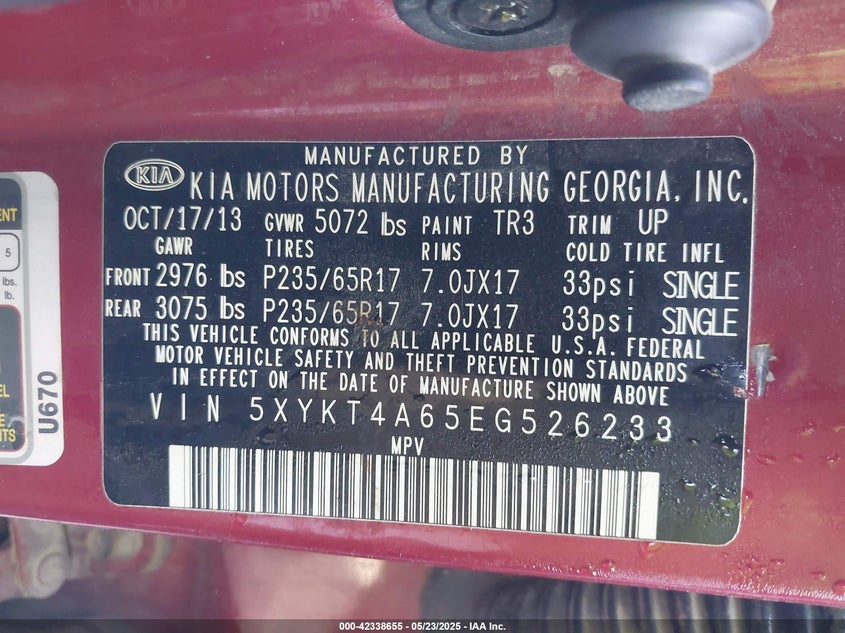 MANUFACTURED BY
KIA KIA MOTORS MANUFACTURING GEORGIA, INC.
OCT/17/13 GVWR 5072 lbs PAINT TR3 TRIM UP
GAWR TIRES RIMS COLD TIRE INFL
FRONT 2976 lbs P235/65R17 7.0JX17 33psi SINGLE
REAR 3075 lbs P235/65R17 7.0JX17 33psi SINGLE
THIS VEHICLE CONFORMS TO ALL APPLICABLE U.S.A. FEDERAL
MOTOR VEHICLE SAFETY AND THEFT PREVENTION STANDARDS
IN EFFECT ON THE DATE OF MANUFACTURE SHOWN ABOVE
VIN 5XYKT4A65EG526233
MPV
5
lbs.
lb.
U670
000-42338655 - 05/23/2025 - IAA Inc.